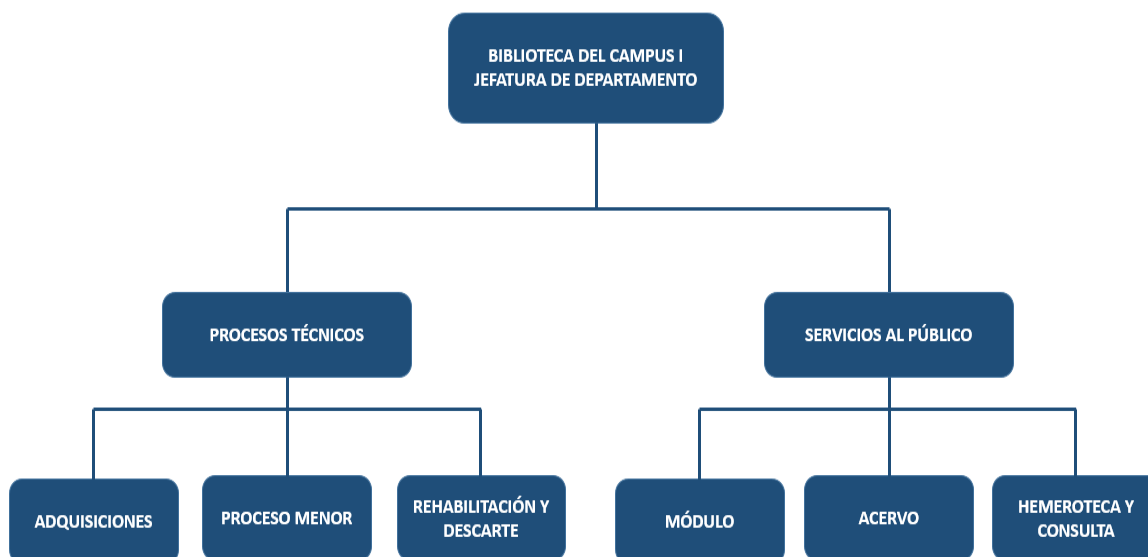 BIBLIOTECA DEL CAMPUS I
JEFATURA DE DEPARTAMENTO
PROCESOS TÉCNICOS
SERVICIOS AL PÚBLICO
ADQUISICIONES
PROCESO MENOR
REHABILITACIÓN Y
DESCARTE
MÓDULO
ACERVO
HEMEROTECA Y
CONSULTA